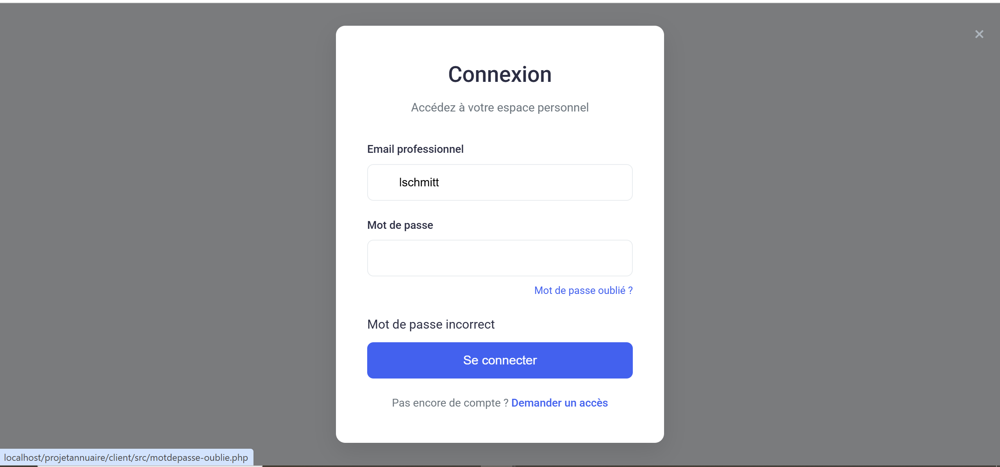 Connexion
Accédez à votre espace personnel
Email professionnel
lschmitt
Mot de passe
Mot de passe oublié ?
Mot de passe incorrect
Se connecter
Pas encore de compte ? Demander un accès
localhost/projetannuaire/client/src/motdepasse-oublie.php